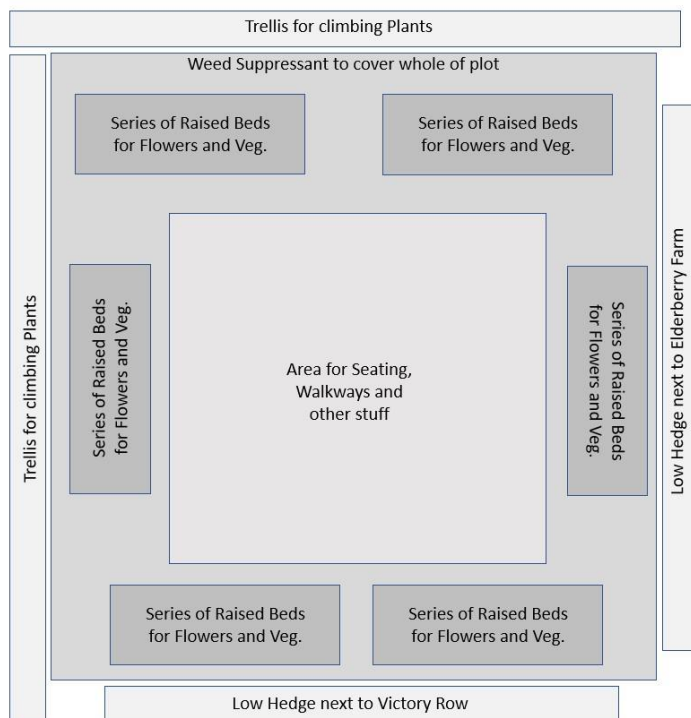 Trellis for climbing Plants
Weed Suppressant to cover whole of plot
Series of Raised Beds
for Flowers and Veg.
Series of Raised Beds
for Flowers and Veg.
Trellis for climbing Plants
Series of Raised Beds
for Flowers and Veg.
Area for Seating,
Walkways and
other stuff
Series of Raised Beds
for Flowers and Veg.
Low Hedge next to Elderberry Farm
Series of Raised Beds
for Flowers and Veg.
Series of Raised Beds
for Flowers and Veg.
Low Hedge next to Victory Row